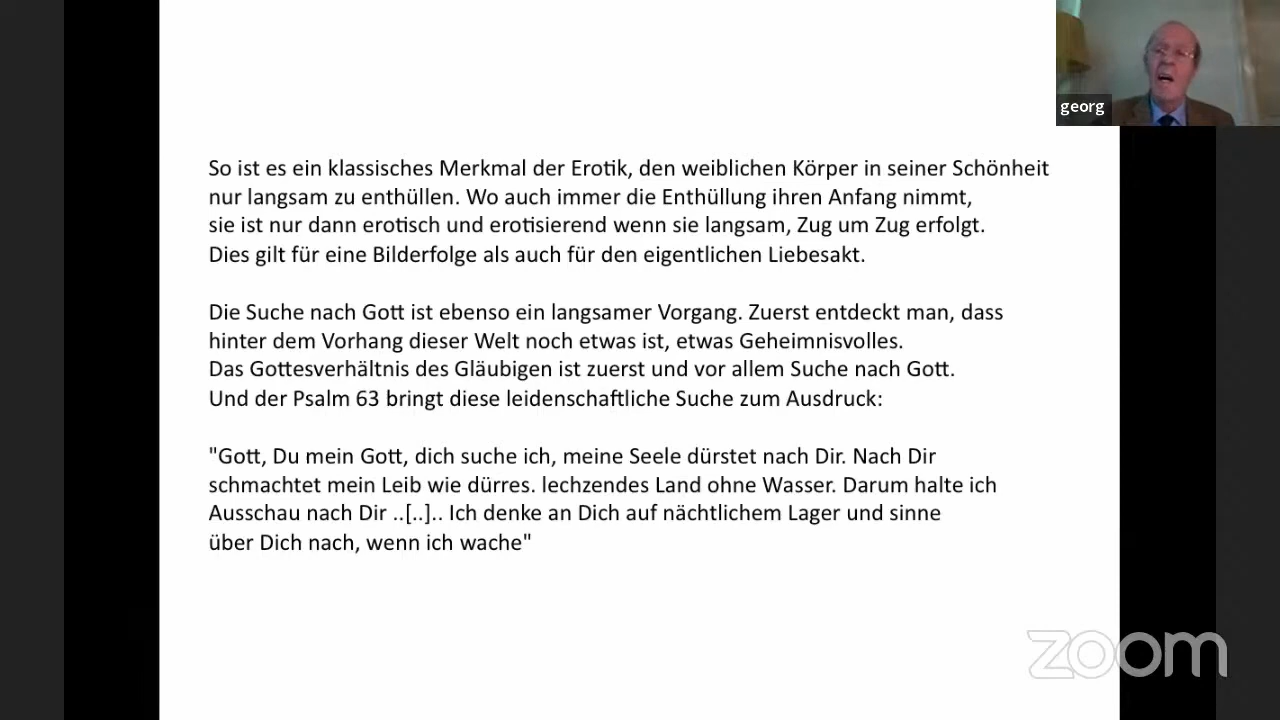 So ist es ein klassisches Merkmal der Erotik, den weiblichen Körper in seiner Schönheit
nur langsam zu enthüllen. Wo auch immer die Enthüllung ihren Anfang nimmt,
sie ist nur dann erotisch und erotisierend wenn sie langsam, Zug um Zug erfolgt.
Dies gilt für eine Bilderfolge als auch für den eigentlichen Liebesakt.
Die Suche nach Gott ist ebenso ein langsamer Vorgang. Zuerst entdeckt man, dass
hinter dem Vorhang dieser Welt noch etwas ist, etwas Geheimnisvolles.
Das Gottesverhältnis des Gläubigen ist zuerst und vor allem Suche nach Gott.
Und der Psalm 63 bringt diese leidenschaftliche Suche zum Ausdruck:
"Gott, Du mein Gott, dich suche ich, meine Seele dürstet nach Dir. Nach Dir
schmachtet mein Leib wie dürres. lechzendes Land ohne Wasser. Darum halte ich
Ausschau nach Dir ..[..].. Ich denke an Dich auf nächtlichem Lager und sinne
über Dich nach, wenn ich wache"
georg
zoom